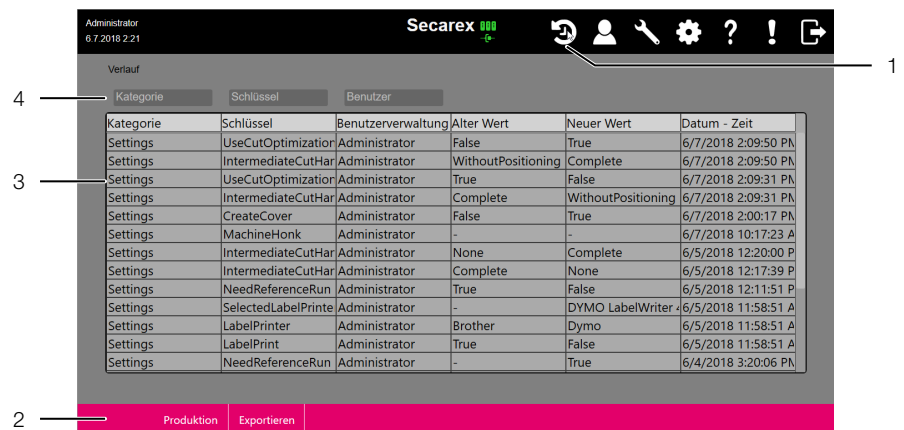 Administrator
6.7.2018 2:21
Secarex
? !
1
Verlauf
4
Kategorie Schlüssel Benutzer
Kategorie Schlüssel Benutzerverwaltung Alter Wert Neuer Wert Datum - Zeit
Settings UseCutOptimization Administrator False True 6/7/2018 2:09:50 PM
Settings IntermediateCutHar Administrator WithoutPositioning Complete 6/7/2018 2:09:50 PM
3
Settings UseCutOptimization Administrator True False 6/7/2018 2:09:31 PM
Settings IntermediateCutHar Administrator Complete WithoutPositioning 6/7/2018 2:09:31 PM
Settings CreateCover Administrator False True 6/7/2018 2:00:17 PM
Settings MachineHonk Administrator - - 6/7/2018 10:17:23 A
Settings IntermediateCutHar Administrator None Complete 6/5/2018 12:20:00 P
Settings IntermediateCutHar Administrator Complete None 6/5/2018 12:17:39 P
Settings NeedReferenceRun Administrator True False 6/5/2018 12:11:51 P
Settings SelectedLabelPrinte Administrator - DYMO LabelWriter 4 6/5/2018 11:58:51 A
Settings LabelPrinter Administrator Brother Dymo 6/5/2018 11:58:51 A
Settings LabelPrint Administrator True False 6/5/2018 11:58:51 A
Settings NeedReferenceRun Administrator - True 6/4/2018 3:20:06 PM
2
Produktion Exportieren